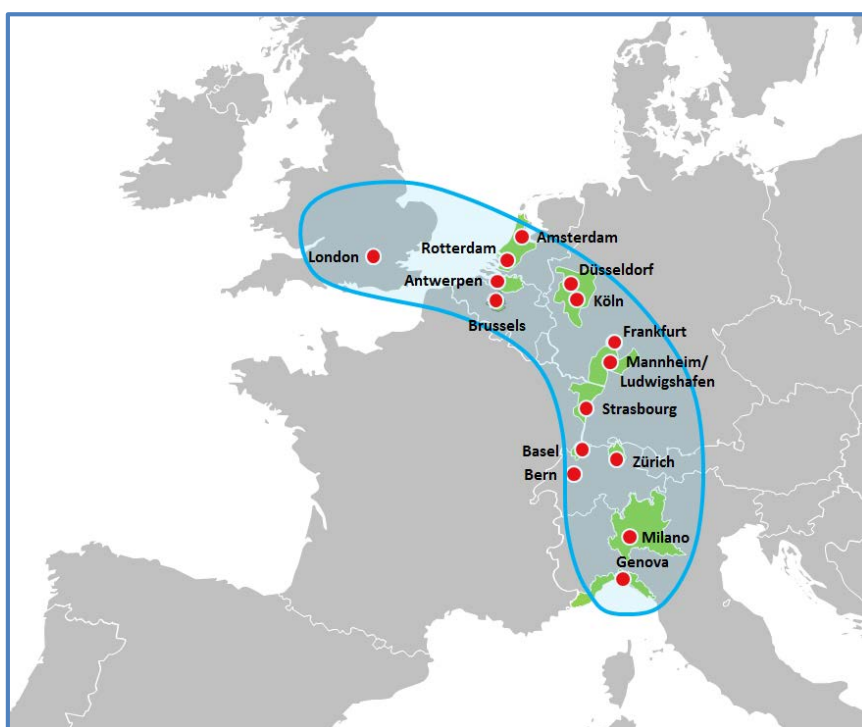 Amsterdam
Rotterdam
London
Düsseldorf
Antwerpen
Köln
Brussels
Frankfurt
Mannheim/
Ludwigshafen
Strasbourg
Basel
Zürich
Bern
Milano
Genova